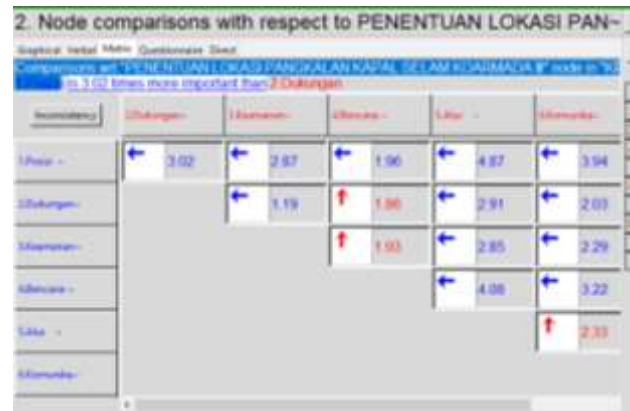 2. Node comparisons with respect to PENENTUAN LOKASI PAN~
Graphical Verbal Matrix Questionnaire Direct
Comparisons wrt "PENENTUAN LOKASI PANGKALAN KAPAL SELAM KOARMADA II" node in
is 3.02 times more important than 2.Dukungan
Inconsistency 2.Dukungan~ 3.Keamanan~ 4.Bencana ~ 5.Alur ~ 6.Komunika~
1.Posisi ~ 3.02 2.87 1.96 4.87 3.94
2.Dukungan~ 1.19 1.86 2.91 2.03
3.Keamanan~ 1.93 2.85 2.29
4.Bencana ~ 4.08 3.22
5.Alur ~ 2.33
6.Komunika~